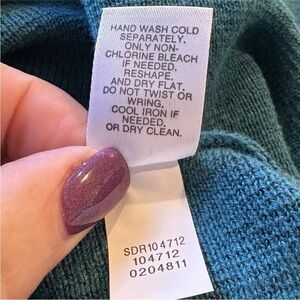 HAND WASH COLD
SEPARATELY.
ONLY NON-
CHLORINE BLEACH
IF NEEDED.
RESHAPE,
AND DRY FLAT.
DO NOT TWIST OR
WRING.
COOL IRON IF
NEEDED.
OR DRY CLEAN.
SDR104712
104712
0204811